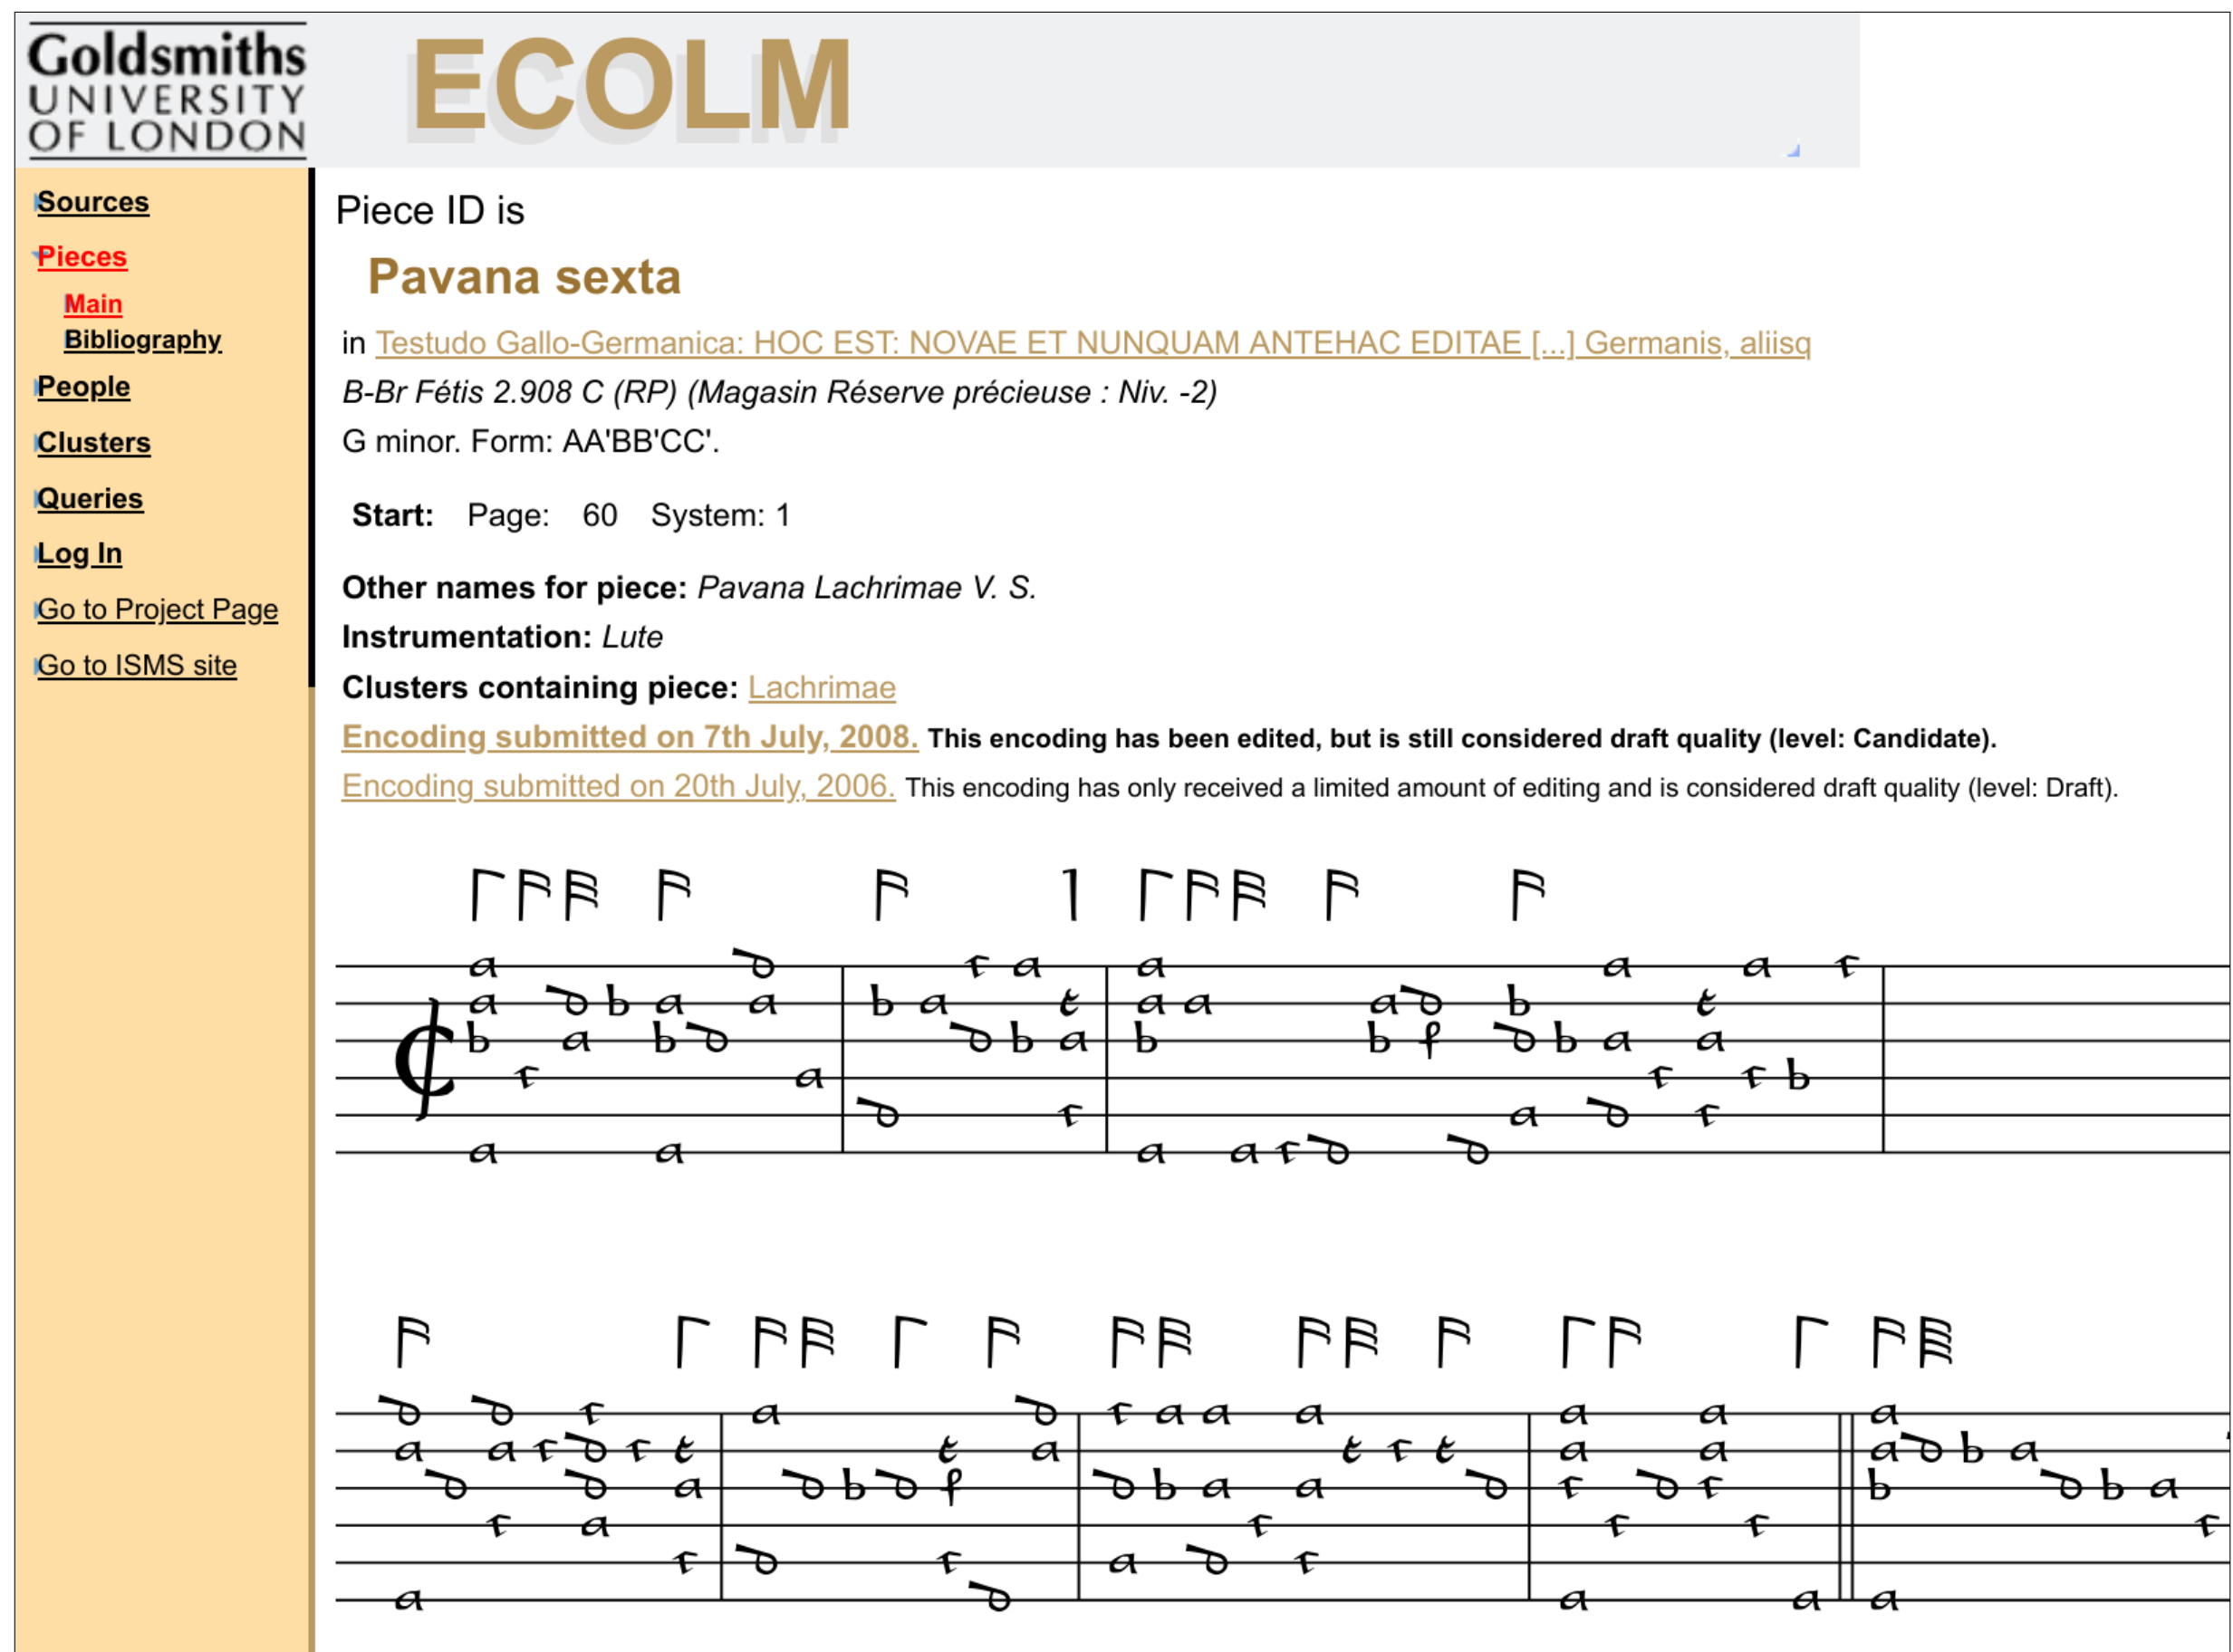 Goldsmiths
UNIVERSITY
OF LONDON
ECOLM
Sources
Pieces
Main
Bibliography
People
Clusters
Queries
Log In
Go to Project Page
Go to ISMS site
Piece ID is
Pavana sexta
in Testudo Gallo-Germanica: HOC EST: NOVAE ET NUNQUAM ANTEHAC EDITAE [...] Germanis, aliisq
B-Br Fétis 2.908 C (RP) (Magasin Réserve précieuse : Niv. -2)
G minor. Form: AA'BB'CC'.
Start: Page: 60 System: 1
Other names for piece: Pavana Lachrimae V. S.
Instrumentation: Lute
Clusters containing piece: Lachrimae
Encoding submitted on 7th July, 2008. This encoding has been edited, but is still considered draft quality (level: Candidate).
Encoding submitted on 20th July, 2006. This encoding has only received a limited amount of editing and is considered draft quality (level: Draft).